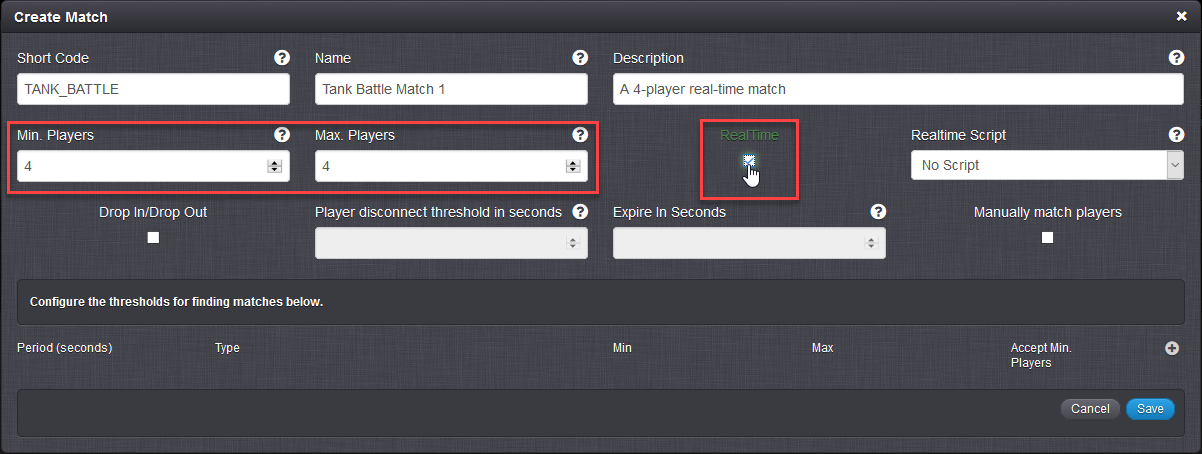 Create Match
Short Code
Name
Description
TANK_BATTLE
Tank Battle Match 1
A 4-player real-time match
Min. Players
Max. Players
RealTime
Realtime Script
4
4
No Script
Drop In/Drop Out
Player disconnect threshold in seconds
Expire In Seconds
Manually match players
Configure the thresholds for finding matches below.
Period (seconds)
Type
Min
Max
Accept Min.
Players
Cancel
Save